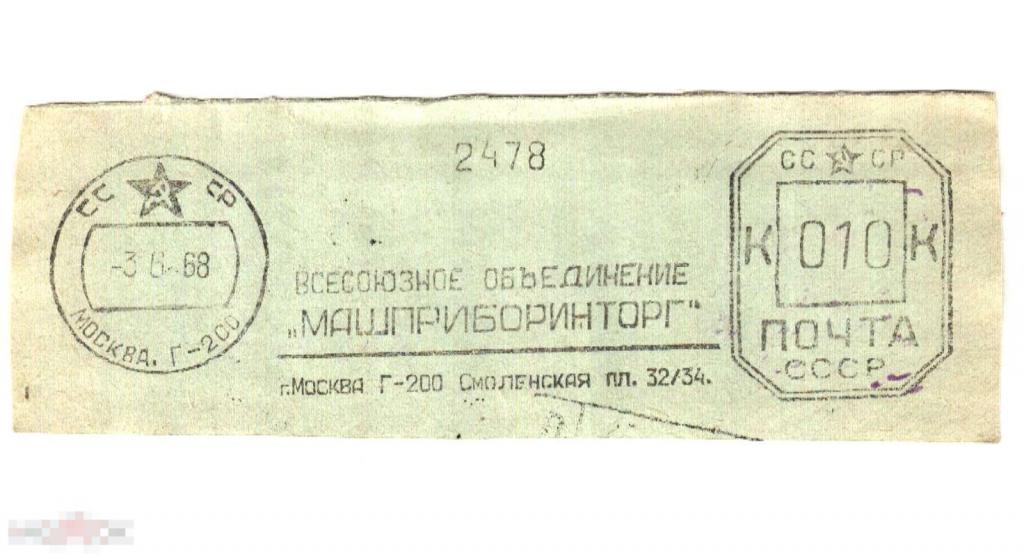 2478
СС СР
-3 6 68
МОСКВА. Г-200
ВСЕСОЮЗНОЕ ОБЪЕДИНЕНИЕ
„МАШПРИБОРИНТОРГ“
г.МОСКВА Г-200 СМОЛЕНСКАЯ ПЛ. 32/34.
СС СР
К 010 К
ПОЧТА
СССР